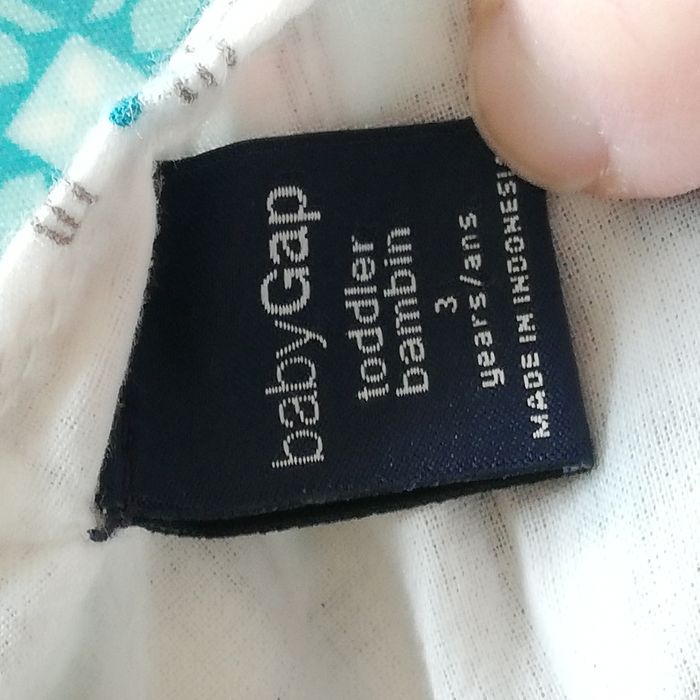 babyGap
toddler
bambin
3
years/ans
MADE IN INDONESIA